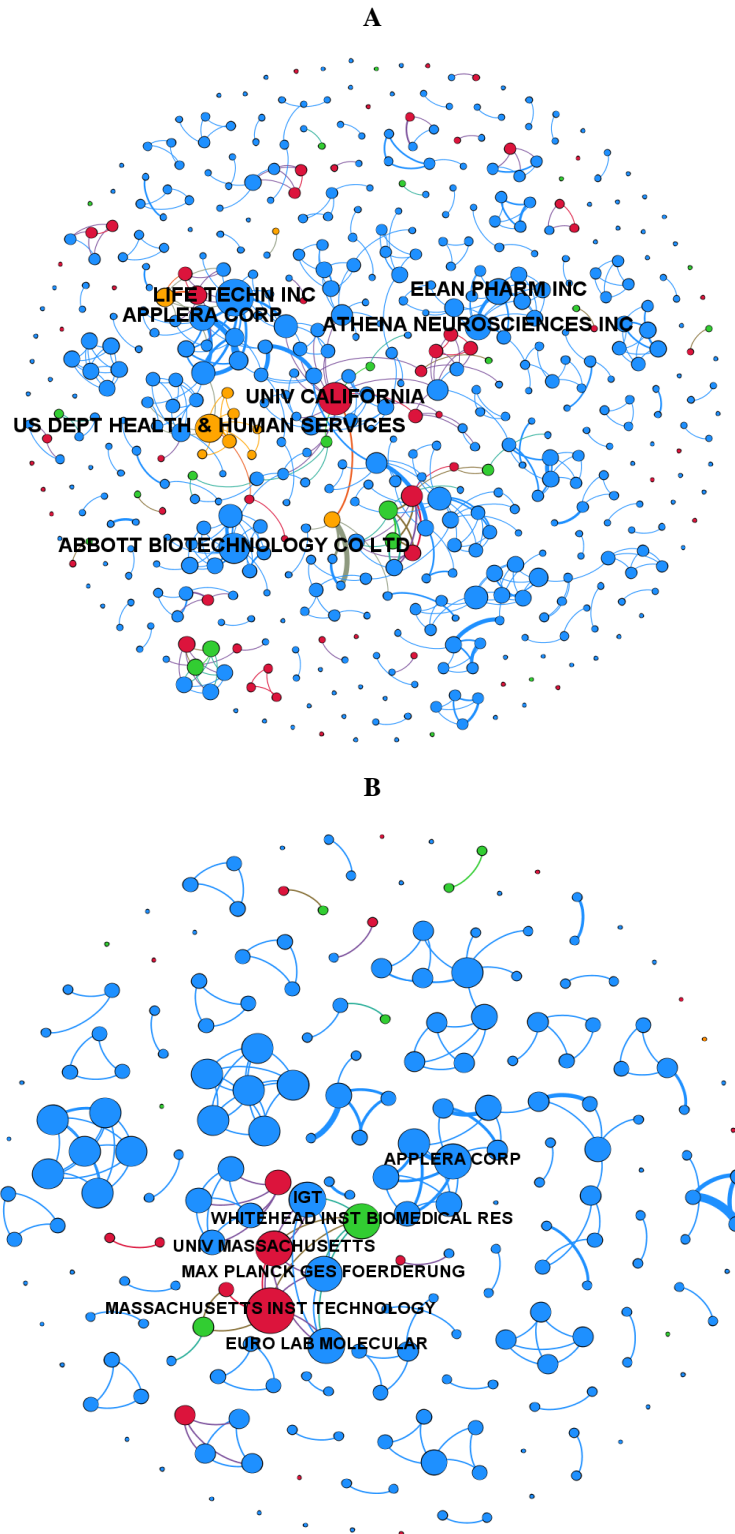 A
ELAN PHARM INC
LIFE TECHN INC
APPLERA CORP
ATHENA NEUROSCIENCES INC
UNIV CALIFORNIA
US DEPT HEALTH & HUMAN SERVICES
ABBOTT BIOTECHNOLOGY CO LTD
B
APPLERA CORP
IGT
WHITEHEAD INST BIOMEDICAL RES
UNIV MASSACHUSETTS
MAX PLANCK GES FOERDERUNG
MASSACHUSETTS INST TECHNOLOGY
EURO LAB MOLECULAR